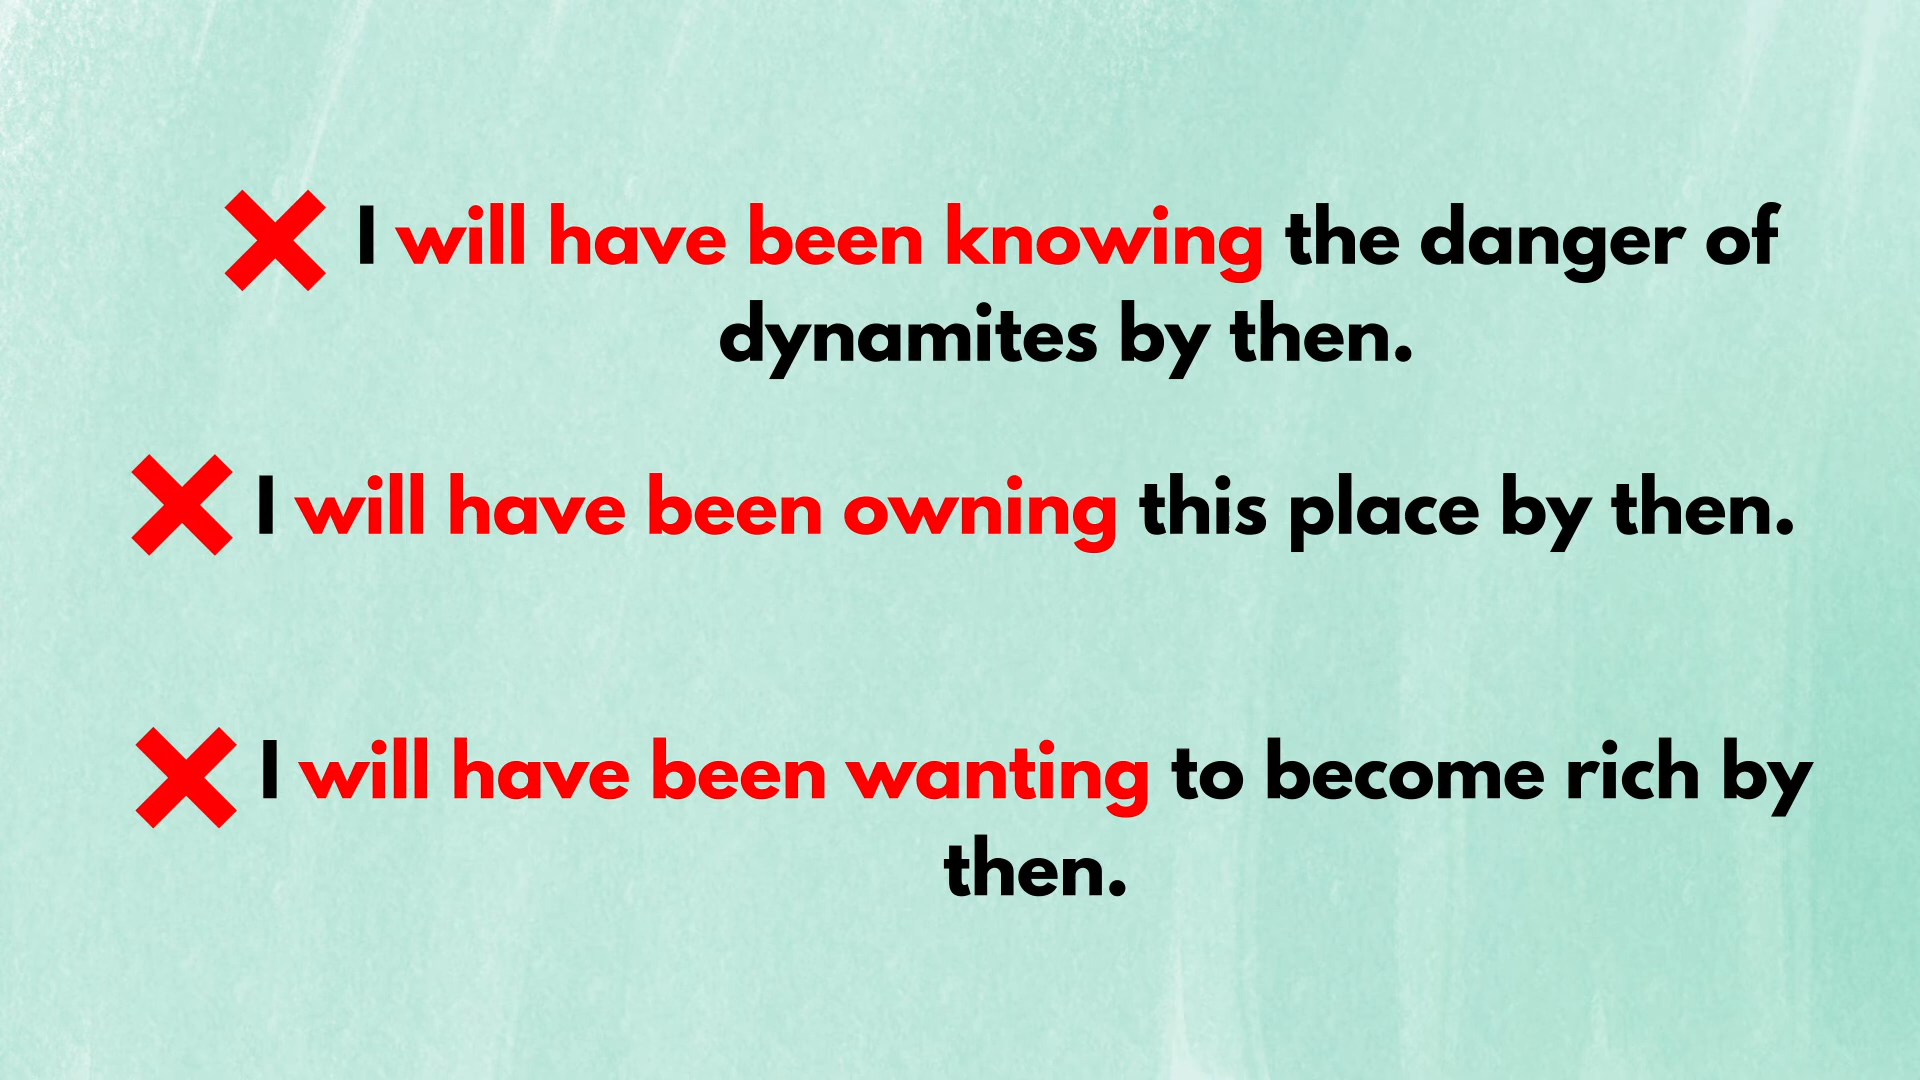 I will have been knowing the danger of
dynamites by then.
I will have been owning this place by then.
I will have been wanting to become rich by
then.